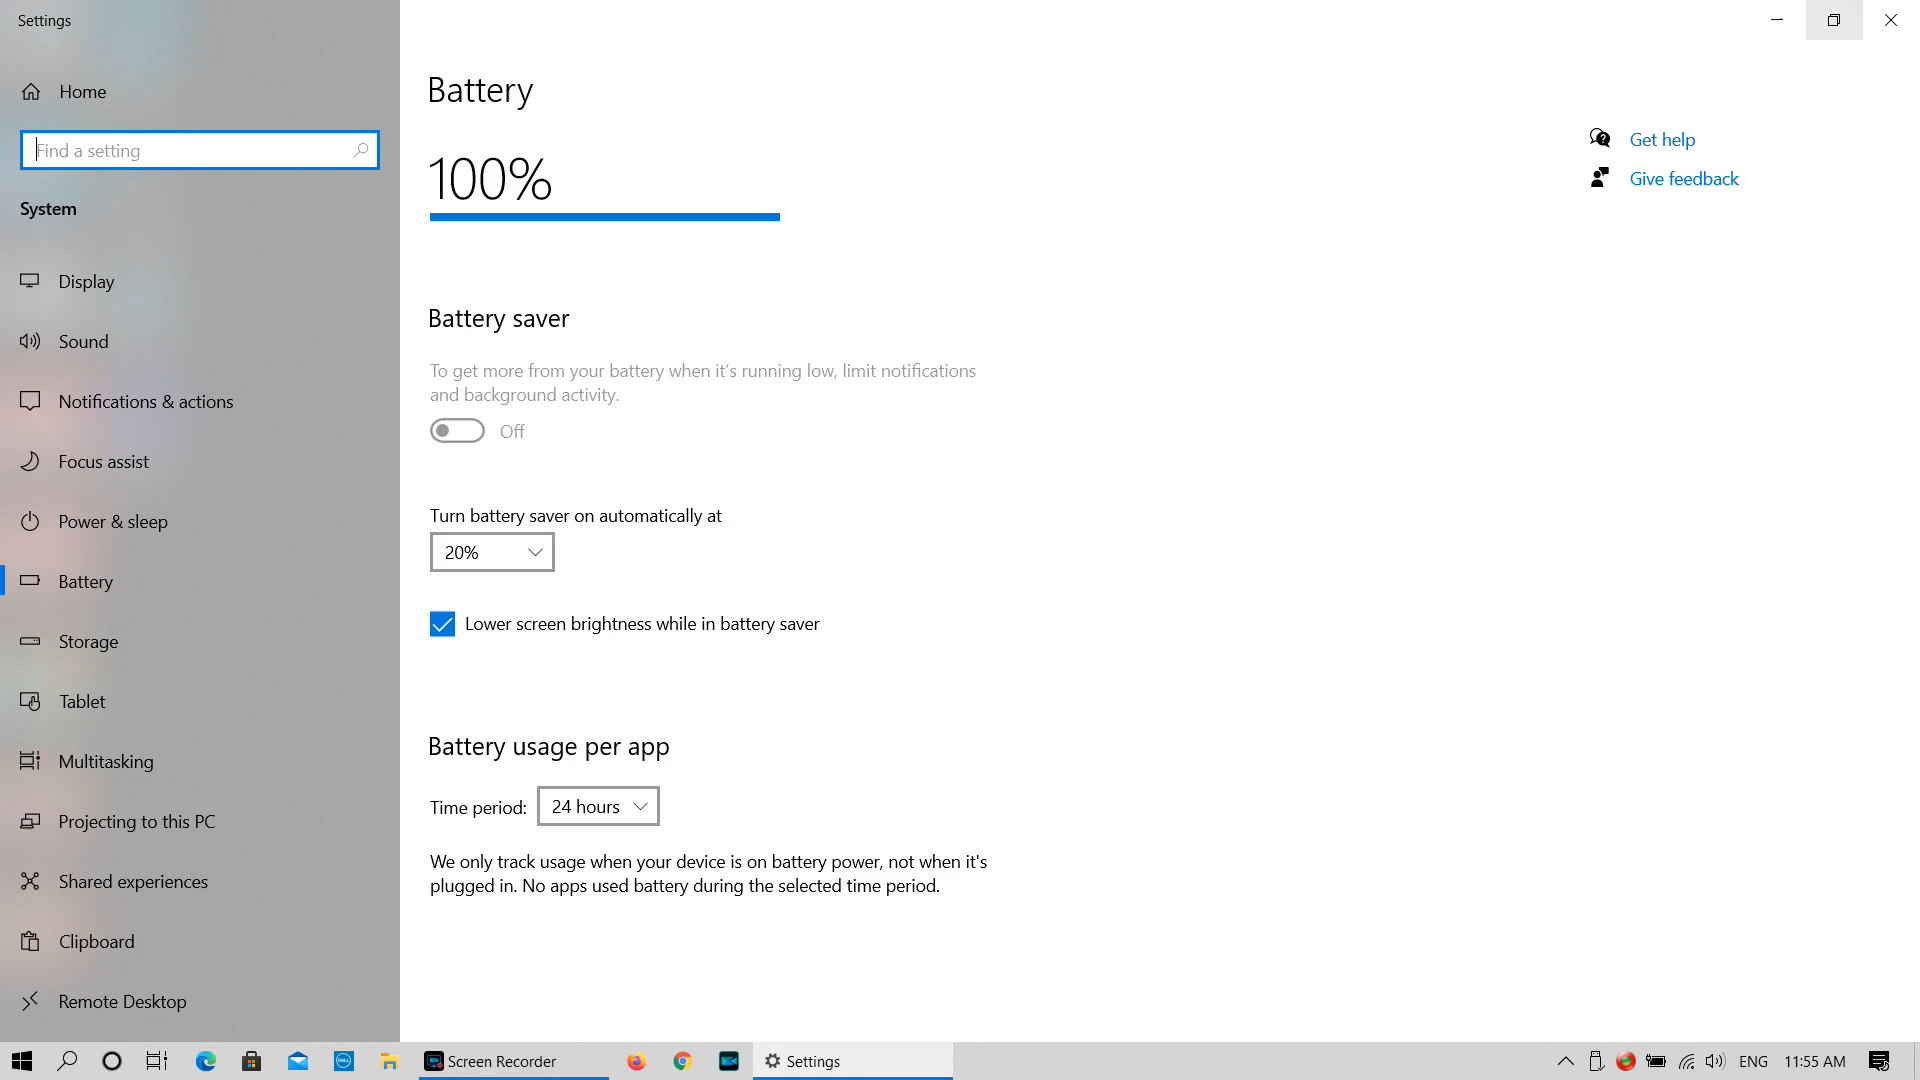 Settings
Home
Find a setting
System
Display
Sound
Notifications & actions
Focus assist
Power & sleep
Battery
Storage
Tablet
Multitasking
Projecting to this PC
Shared experiences
Clipboard
Remote Desktop
Battery
100%
Battery saver
To get more from your battery when it's running low, limit notifications
and background activity.
Off
Turn battery saver on automatically at
20%
Lower screen brightness while in battery saver
Battery usage per app
Time period: 24 hours
We only track usage when your device is on battery power, not when it's
plugged in. No apps used battery during the selected time period.
Get help
Give feedback
DELL
Screen Recorder
Settings
ENG
11:55 AM